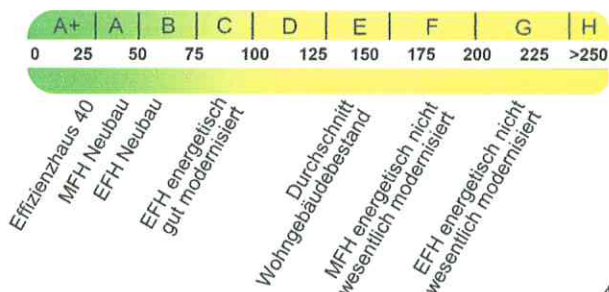 A+ A B C D E F G H
0 25 50 75 100 125 150 175 200 225 >250
Effizienzhaus 40
MFH Neubau
EFH Neubau
EFH energetisch
gut modernisiert
Durchschnitt
Wohngebäudebestand
MFH energetisch nicht
wesentlich modernisiert
EFH energetisch nicht
wesentlich modernisiert